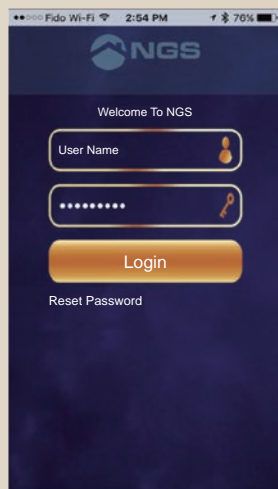 Fido Wi-Fi 2:54 PM 76%
NGS
Welcome To NGS
User Name
•••••••••
Login
Reset Password